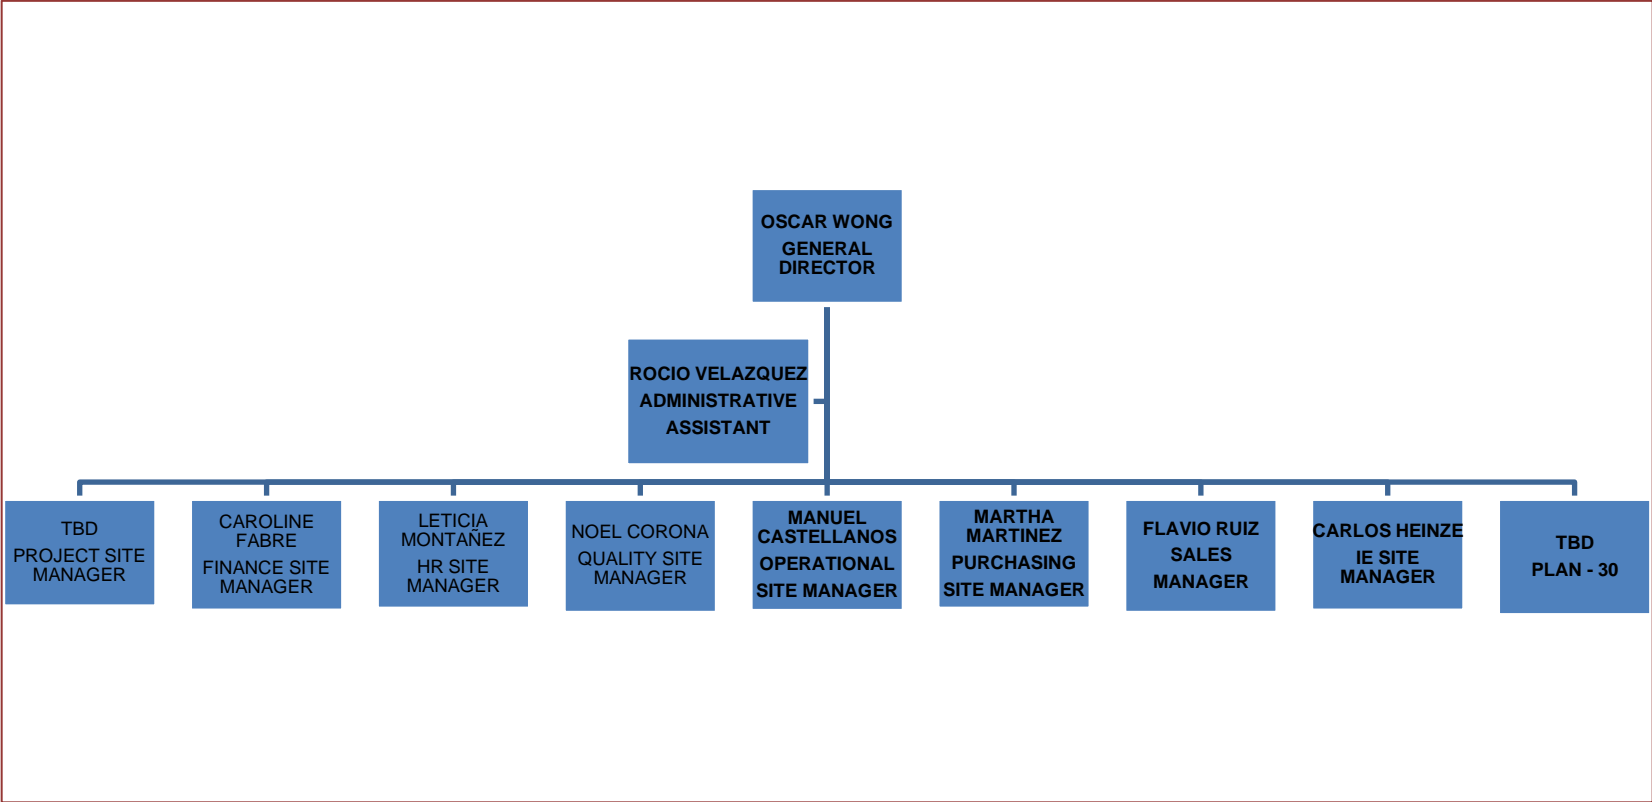 OSCAR WONG
GENERAL
DIRECTOR
ROCIO VELAZQUEZ
ADMINISTRATIVE
ASSISTANT
TBD
PROJECT SITE
MANAGER
CAROLINE
FABRE
FINANCE SITE
MANAGER
LETICIA
MONTAÑEZ
HR SITE
MANAGER
NOEL CORONA
QUALITY SITE
MANAGER
MANUEL
CASTELLANOS
OPERATIONAL
SITE MANAGER
MARTHA
MARTINEZ
PURCHASING
SITE MANAGER
FLAVIO RUIZ
SALES
MANAGER
CARLOS HEINZE
IE SITE
MANAGER
TBD
PLAN - 30